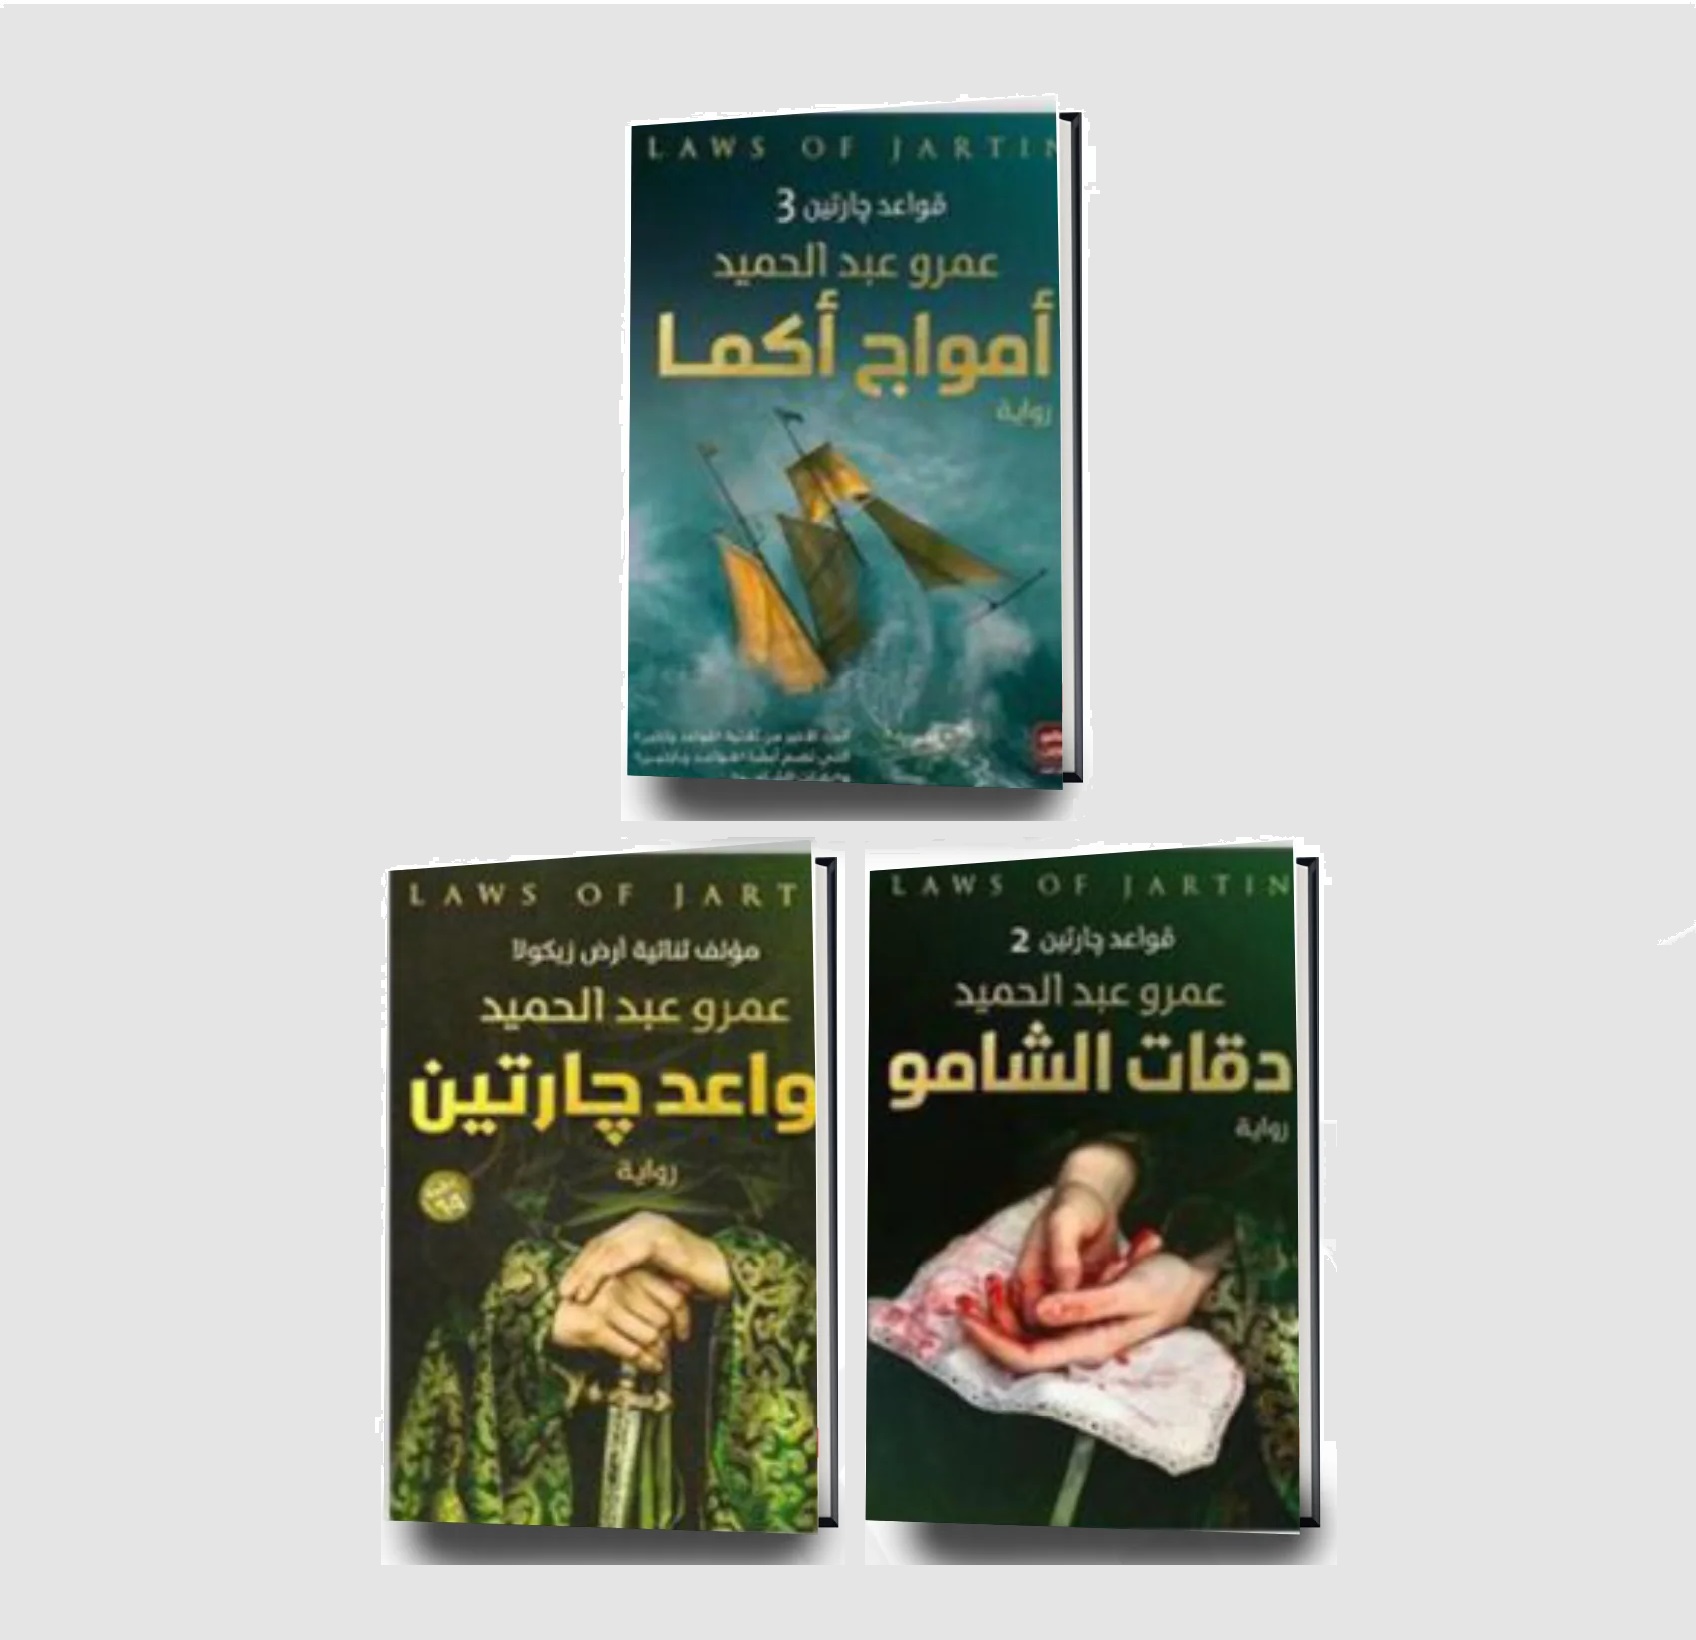 LAWS OF JARTIN
قواعد چارتين 3
عمرو عبد الحميد
أمواج أكما
رواية
LAWS OF JART
مؤلف ثنائية أرض زيكولا
عمرو عبد الحميد
واعد چارتين
رواية
LAWS OF JARTIN
قواعد چارتين 2
عمرو عبد الحميد
دقات الشامو
رواية